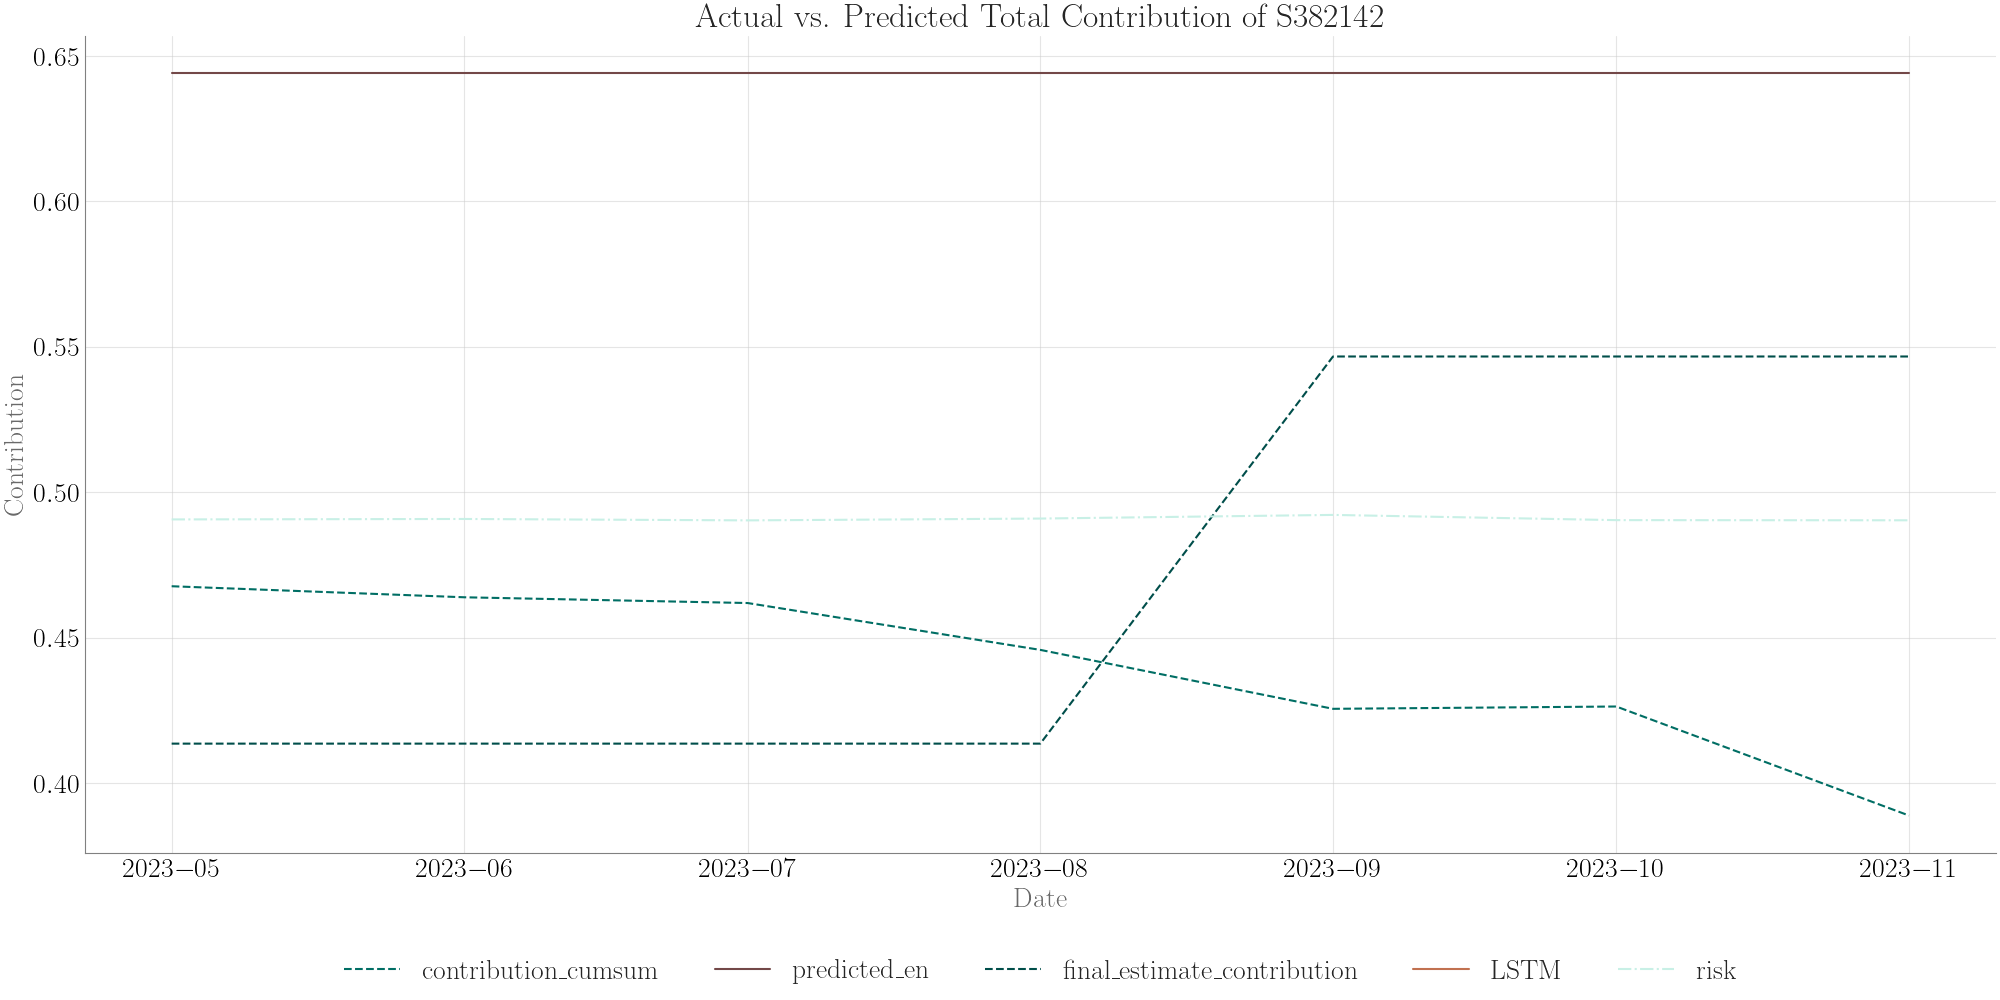 Actual vs. Predicted Total Contribution of S382142
0.65
0.60
0.55
0.50
0.45
0.40
Contribution
2023–05 2023–06 2023–07 2023–08 2023–09 2023–10 2023–11
Date
contribution_cumsum predicted_en final_estimate_contribution LSTM risk